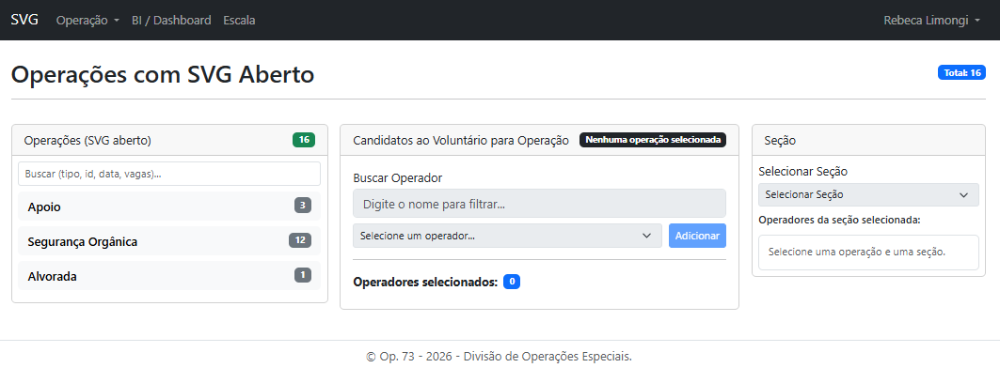 SVG Operação BI / Dashboard Escala Rebeca Limongi
Operações com SVG Aberto
Total: 16
Operações (SVG aberto) 16
Buscar (tipo, id, data, vagas)...
Apoio 3
Segurança Orgânica 12
Alvorada 1
Candidatos ao Voluntário para Operação Nenhuma operação selecionada
Buscar Operador
Digite o nome para filtrar...
Selecione um operador... Adicionar
Operadores selecionados: 0
Seção
Selecionar Seção
Selecionar Seção
Operadores da seção selecionada:
Selecione uma operação e uma seção.
© Op. 73 - 2026 - Divisão de Operações Especiais.